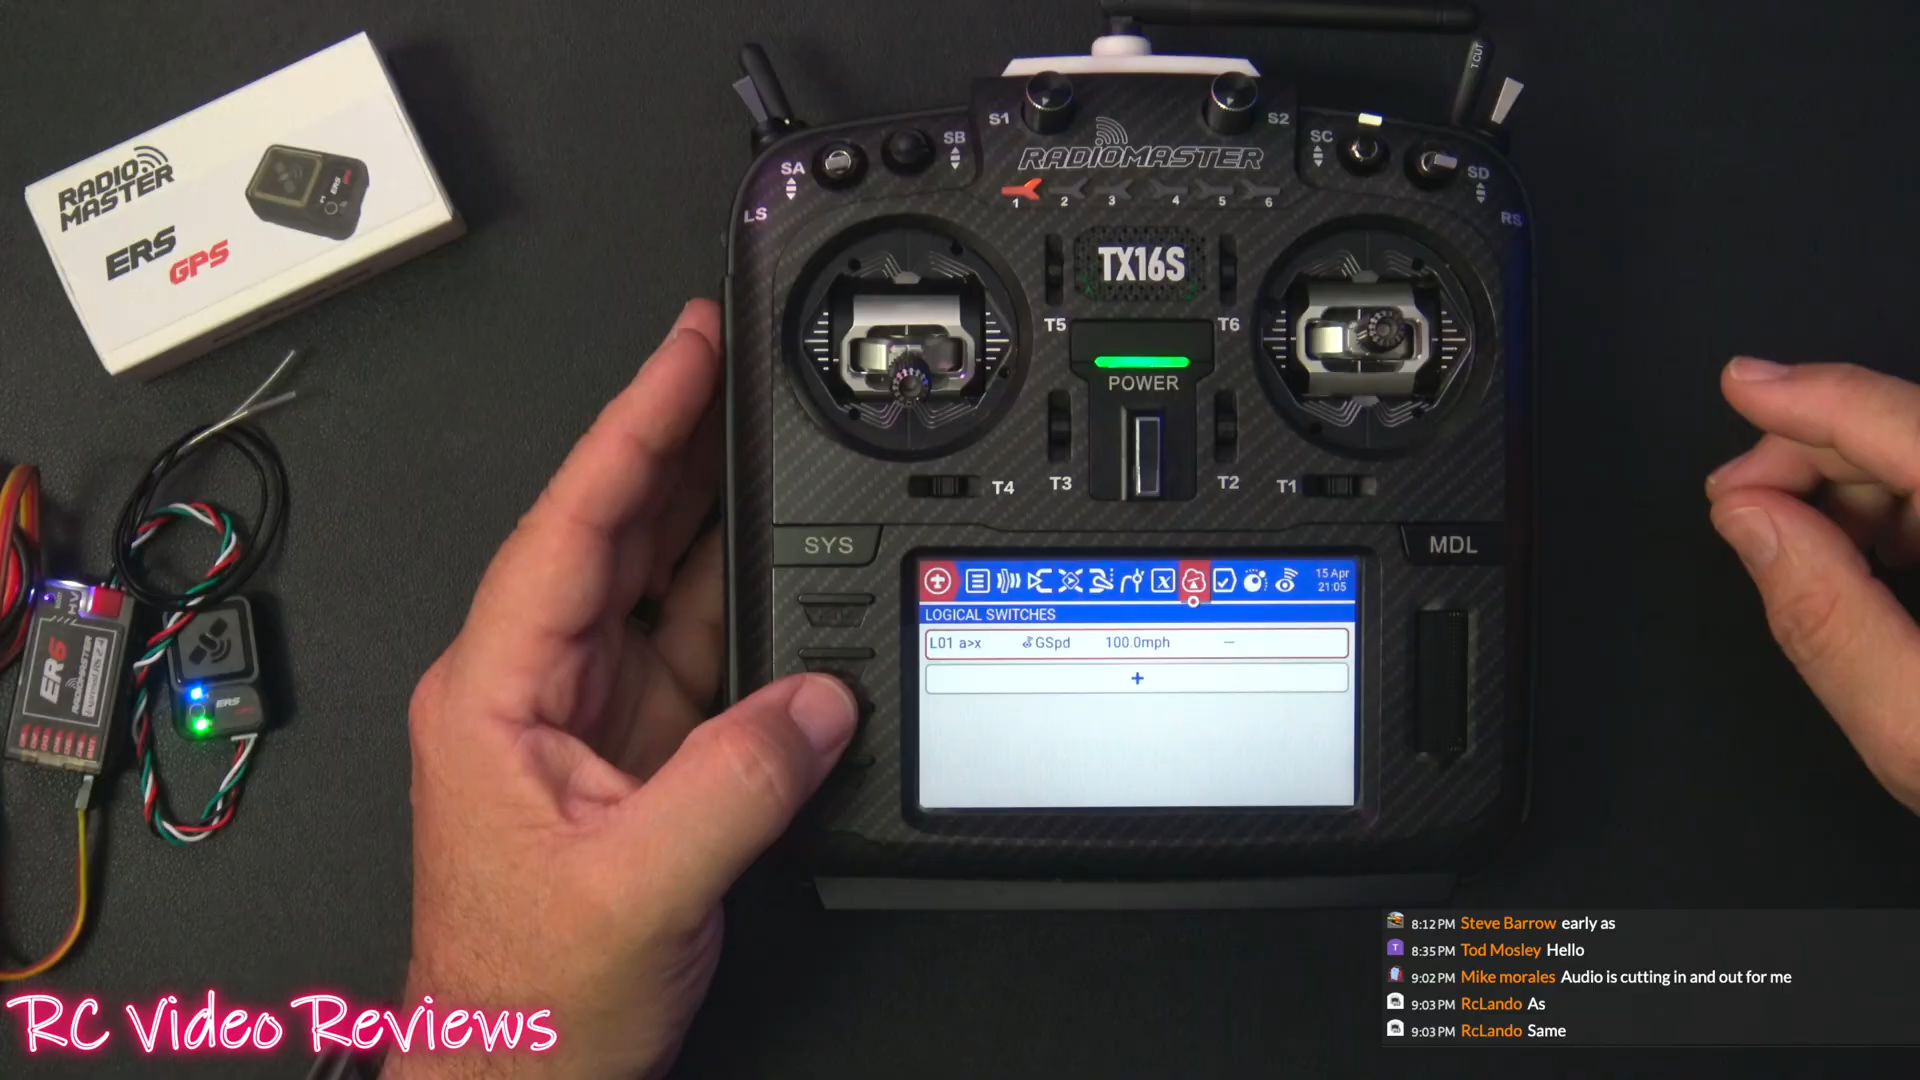 RADIO
MASTER
ERS
GPS
T CUT
S1
S2
SB
SC
SA
SD
LS
RS
RADIOMASTER
1 2 3 4 5 6
TX16S
T5
T6
POWER
T4
T3
T2
T1
SYS
MDL
15 Apr
21:05
LOGICAL SWITCHES
L01 a>x GSpd 100.0mph ---
+
HV
ER6
RADIOMASTER
ERS
8:12 PM Steve Barrow early as
T 8:35 PM Tod Mosley Hello
9:02 PM Mike morales Audio is cutting in and out for me
9:03 PM RcLando As
9:03 PM RcLando Same
RC Video Reviews